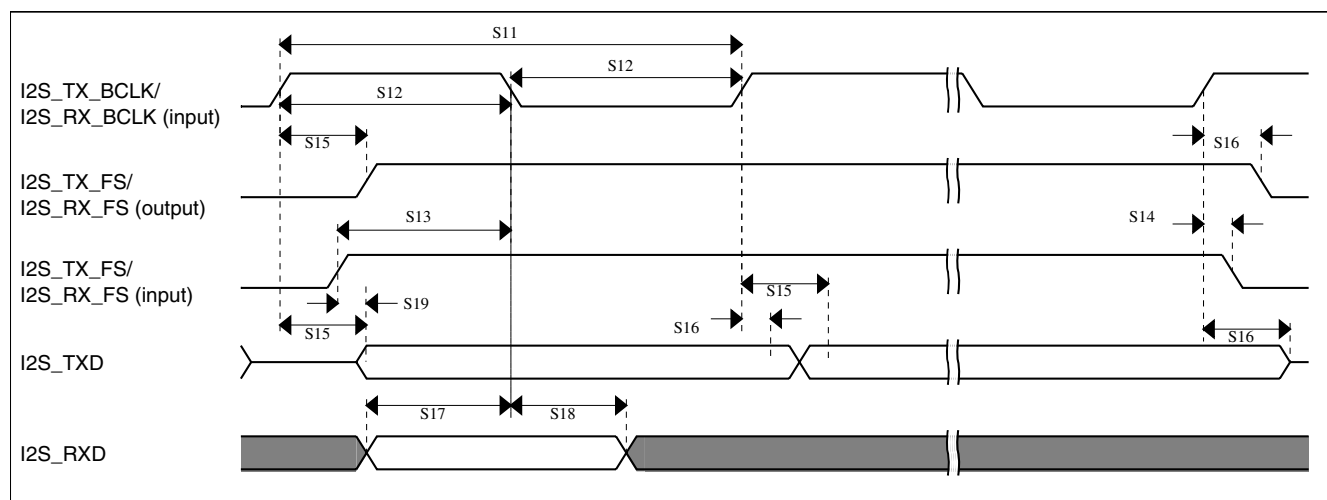 S11
S12
I2S_TX_BCLK/
I2S_RX_BCLK (input)
S12
S15
S16
I2S_TX_FS/
I2S_RX_FS (output)
S13
S14
I2S_TX_FS/
I2S_RX_FS (input)
S15
S19
S15
S16
S16
I2S_TXD
S17
S18
I2S_RXD